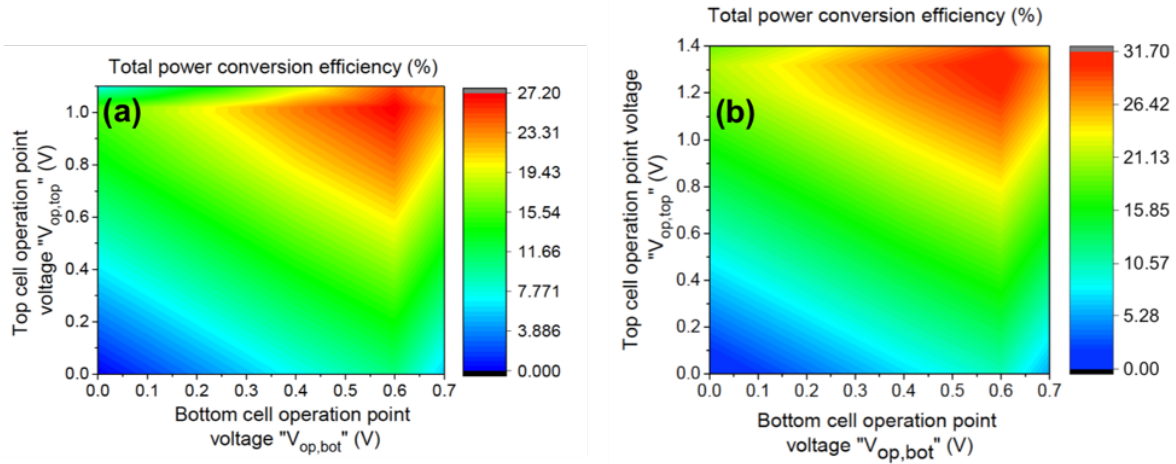 Total power conversion efficiency (%)
(a)
1.0
0.8
0.6
0.4
0.2
0.0
0.0 0.1 0.2 0.3 0.4 0.5 0.6 0.7
Top cell operation point
voltage "Vop,top" (V)
Bottom cell operation point
voltage "Vop,bot" (V)
27.20
23.31
19.43
15.54
11.66
7.771
3.886
0.000
Total power conversion efficiency (%)
(b)
1.4
1.2
1.0
0.8
0.6
0.4
0.2
0.0
0.0 0.1 0.2 0.3 0.4 0.5 0.6 0.7
Top cell operation point voltage
"Vop,top" (V)
Bottom cell operation point
voltage "Vop,bot" (V)
31.70
26.42
21.13
15.85
10.57
5.28
0.00